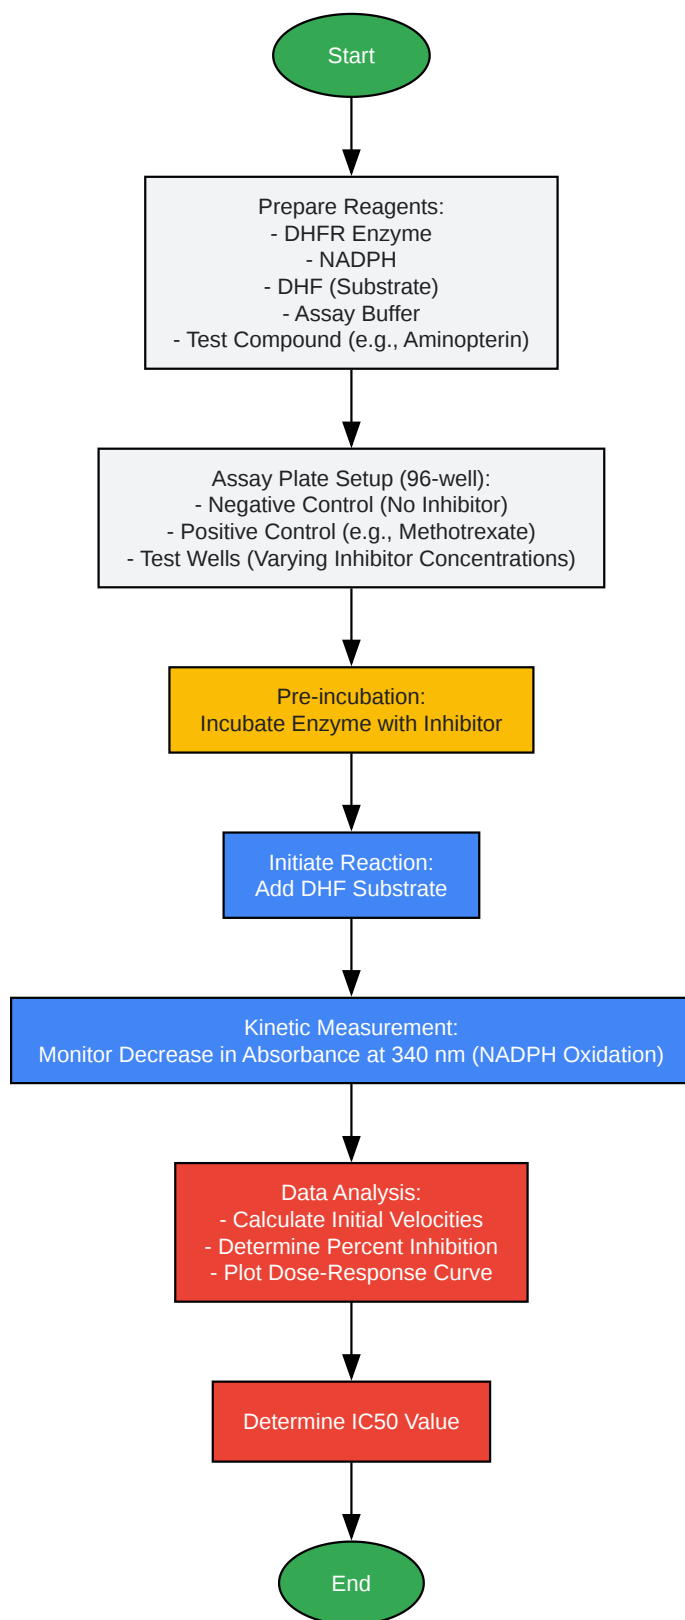 Start
Prepare Reagents:
- DHFR Enzyme
- NADPH
- DHF (Substrate)
- Assay Buffer
- Test Compound (e.g., Aminopterin)
Assay Plate Setup (96-well):
- Negative Control (No Inhibitor)
- Positive Control (e.g., Methotrexate)
- Test Wells (Varying Inhibitor Concentrations)
Pre-incubation:
Incubate Enzyme with Inhibitor
Initiate Reaction:
Add DHF Substrate
Kinetic Measurement:
Monitor Decrease in Absorbance at 340 nm (NADPH Oxidation)
Data Analysis:
- Calculate Initial Velocities
- Determine Percent Inhibition
- Plot Dose-Response Curve
Determine IC50 Value
End